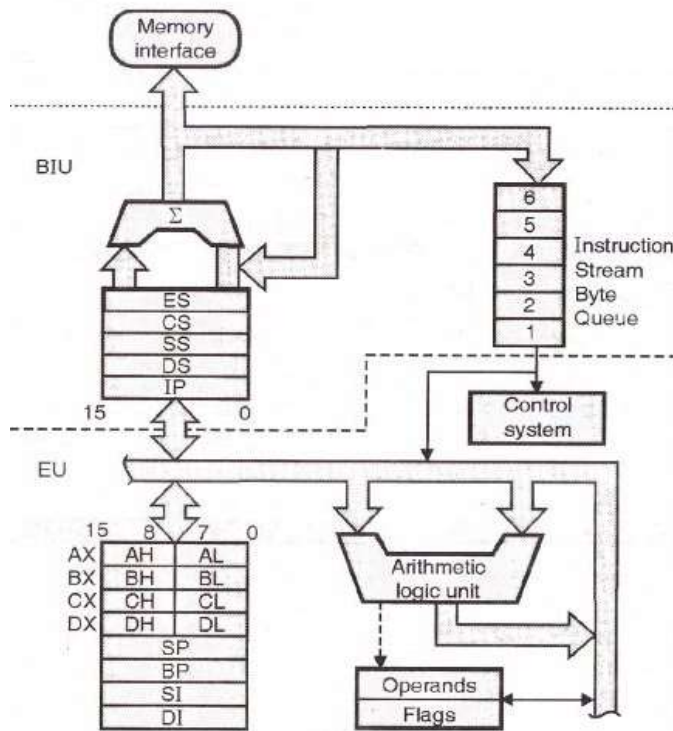 Memory
interface
BIU
Σ
6
5
4
3
2
1
Instruction
Stream
Byte
Queue
ES
CS
SS
DS
IP
15 0
Control
system
EU
15 8 7 0
AX AH AL
BX BH BL
CX CH CL
DX DH DL
SP
BP
SI
DI
Arithmetic
logic unit
Operands
Flags